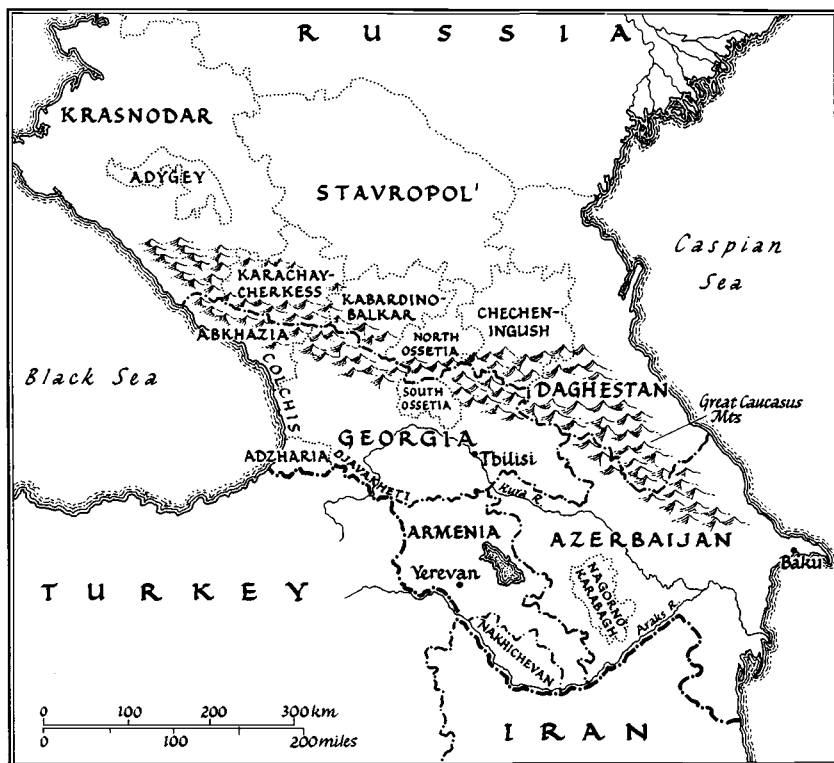 RUSSIA
KRASNODAR
ADYGEY
STAVROPOL'
Caspian
Sea
KARACHAY-
CHERKESS
KABARDINO-
BALKAR
CHECHEN-
INGUSH
NORTH
OSSETIA
ABKHAZIA
Black Sea
COLCHIS
SOUTH
OSSETIA
DAGHESTAN
Great Caucasus
Mts
GEORGIA
Tbilisi
ADZHARIA
DJAVAKHETI
Kura R.
ARMENIA
AZERBAIJAN
Baku
Yerevan
NAGORNO-
KARABAGH
TURKEY
NAKHICHEVAN
Araks R.
IRAN
0 100 200 300 km
0 100 200 miles